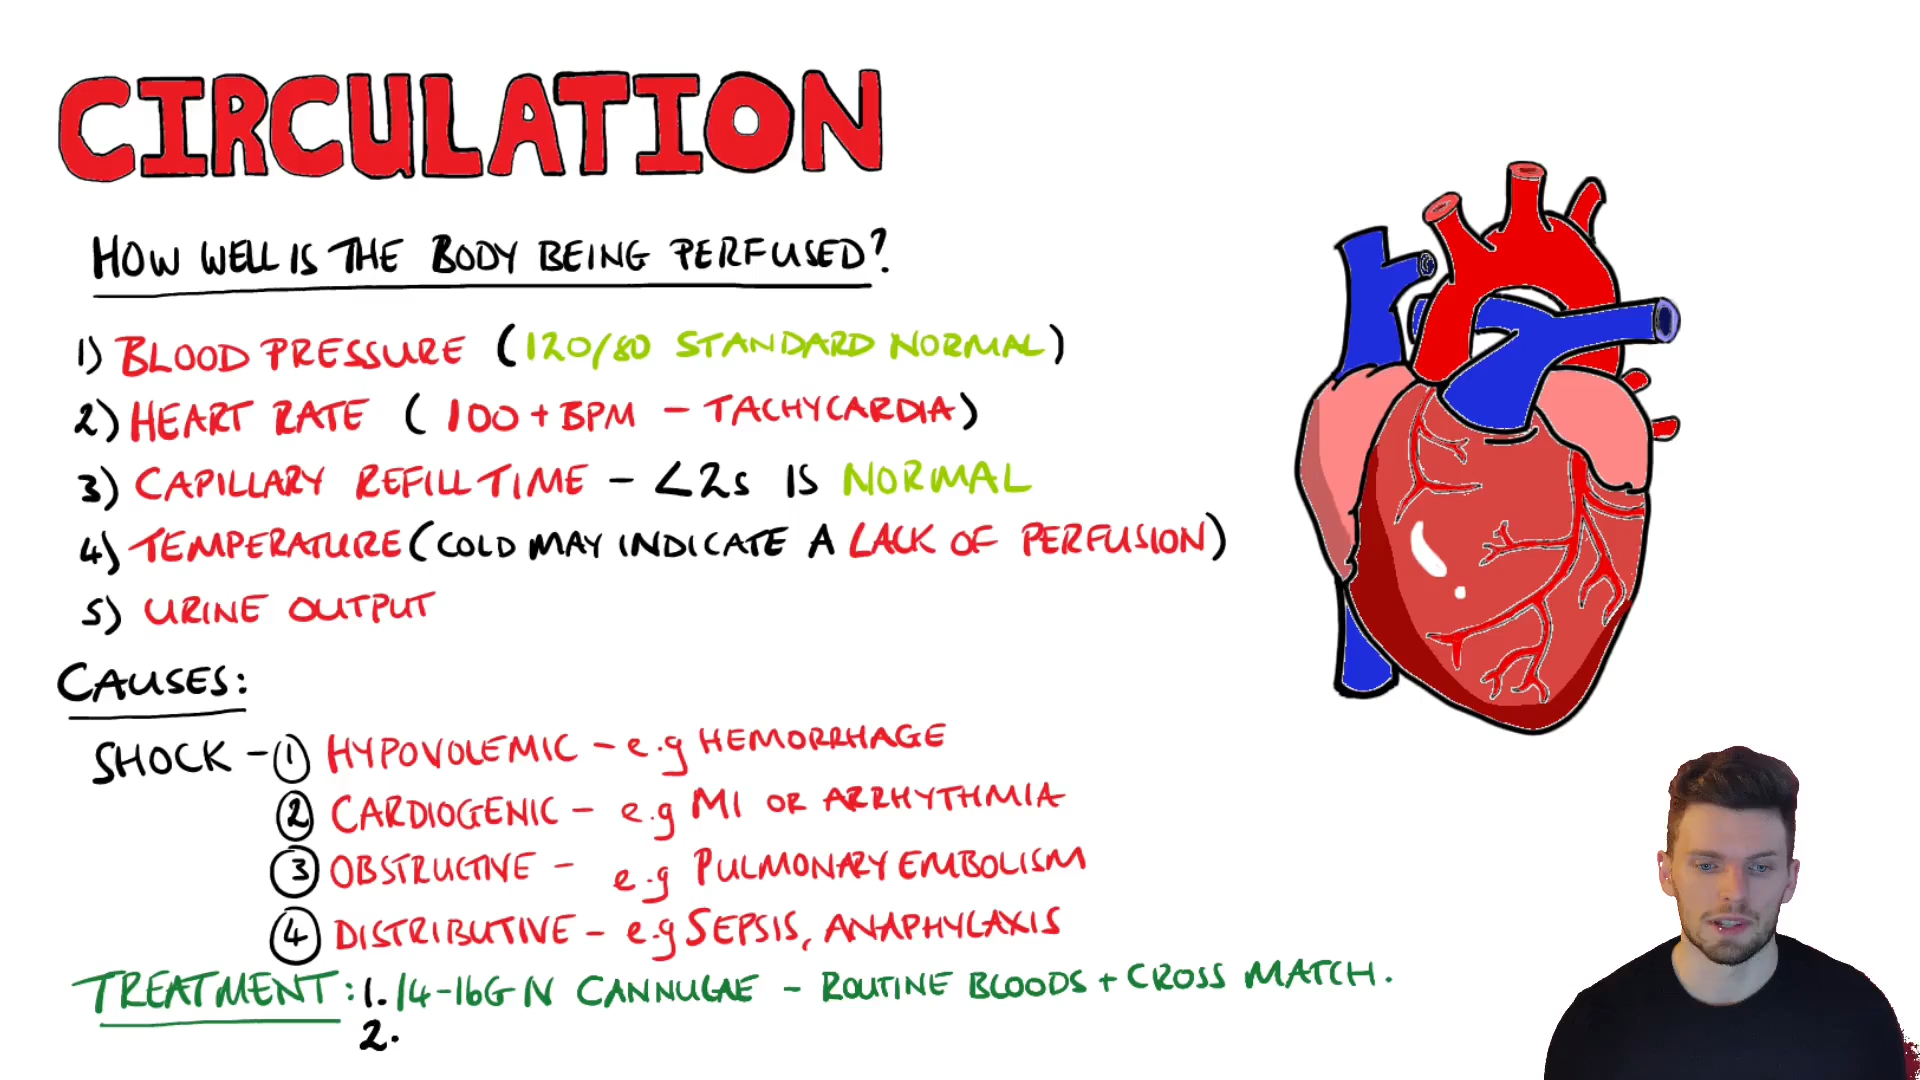 CIRCULATION
HOW WELL IS THE BODY BEING PERFUSED?
1) BLOOD PRESSURE (120/80 STANDARD NORMAL)
2) HEART RATE (100+BPM - TACHYCARDIA)
3) CAPILLARY REFILL TIME - <2s IS NORMAL
4) TEMPERATURE (COLD MAY INDICATE A LACK OF PERFUSION)
5) URINE OUTPUT
CAUSES:
SHOCK - ① HYPOVOLEMIC - e.g HEMORRHAGE
② CARDIOGENIC - e.g MI OR ARRHYTHMIA
③ OBSTRUCTIVE - e.g PULMONARY EMBOLISM
④ DISTRIBUTIVE - e.g SEPSIS, ANAPHYLAXIS
TREATMENT: 1. 14-16G IV CANNULAE - ROUTINE BLOODS + CROSS MATCH.
2.